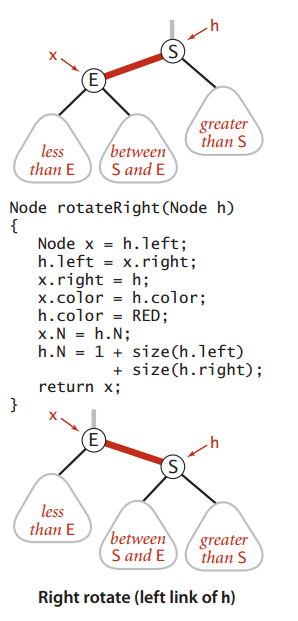 h
x
S
E
greater
than S
less
than E
between
S and E
Node rotateRight(Node h)
{
Node x = h.left;
h.left = x.right;
x.right = h;
x.color = h.color;
h.color = RED;
x.N = h.N;
h.N = 1 + size(h.left)
+ size(h.right);
return x;
}
x
E
h
S
less
than E
between
S and E
greater
than S
Right rotate (left link of h)